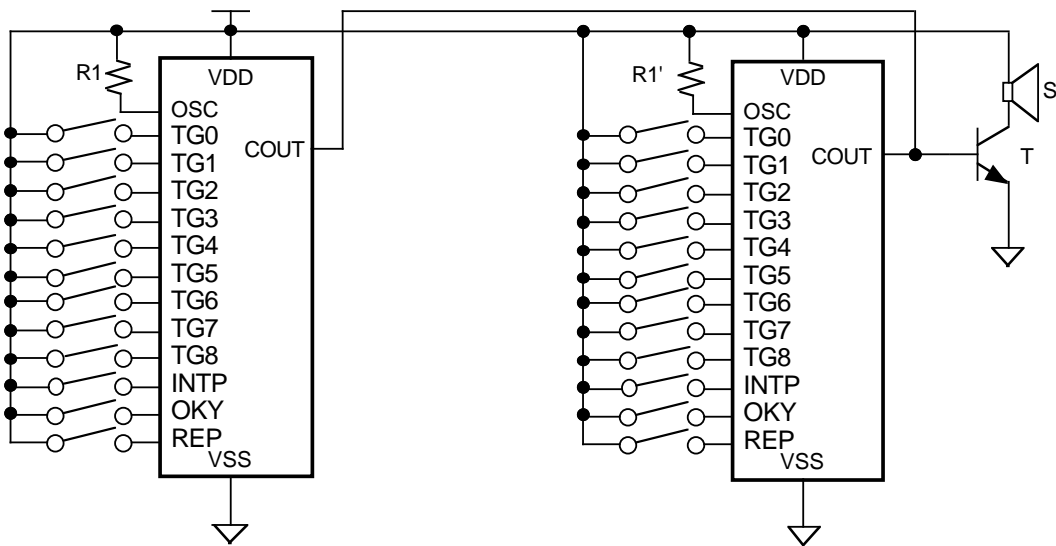 R1
VDD
OSC
TG0
TG1
TG2
TG3
TG4
TG5
TG6
TG7
TG8
INTP
OKY
REP
VSS
COUT
R1'
VDD
OSC
TG0
TG1
TG2
TG3
TG4
TG5
TG6
TG7
TG8
INTP
OKY
REP
VSS
COUT
S
T